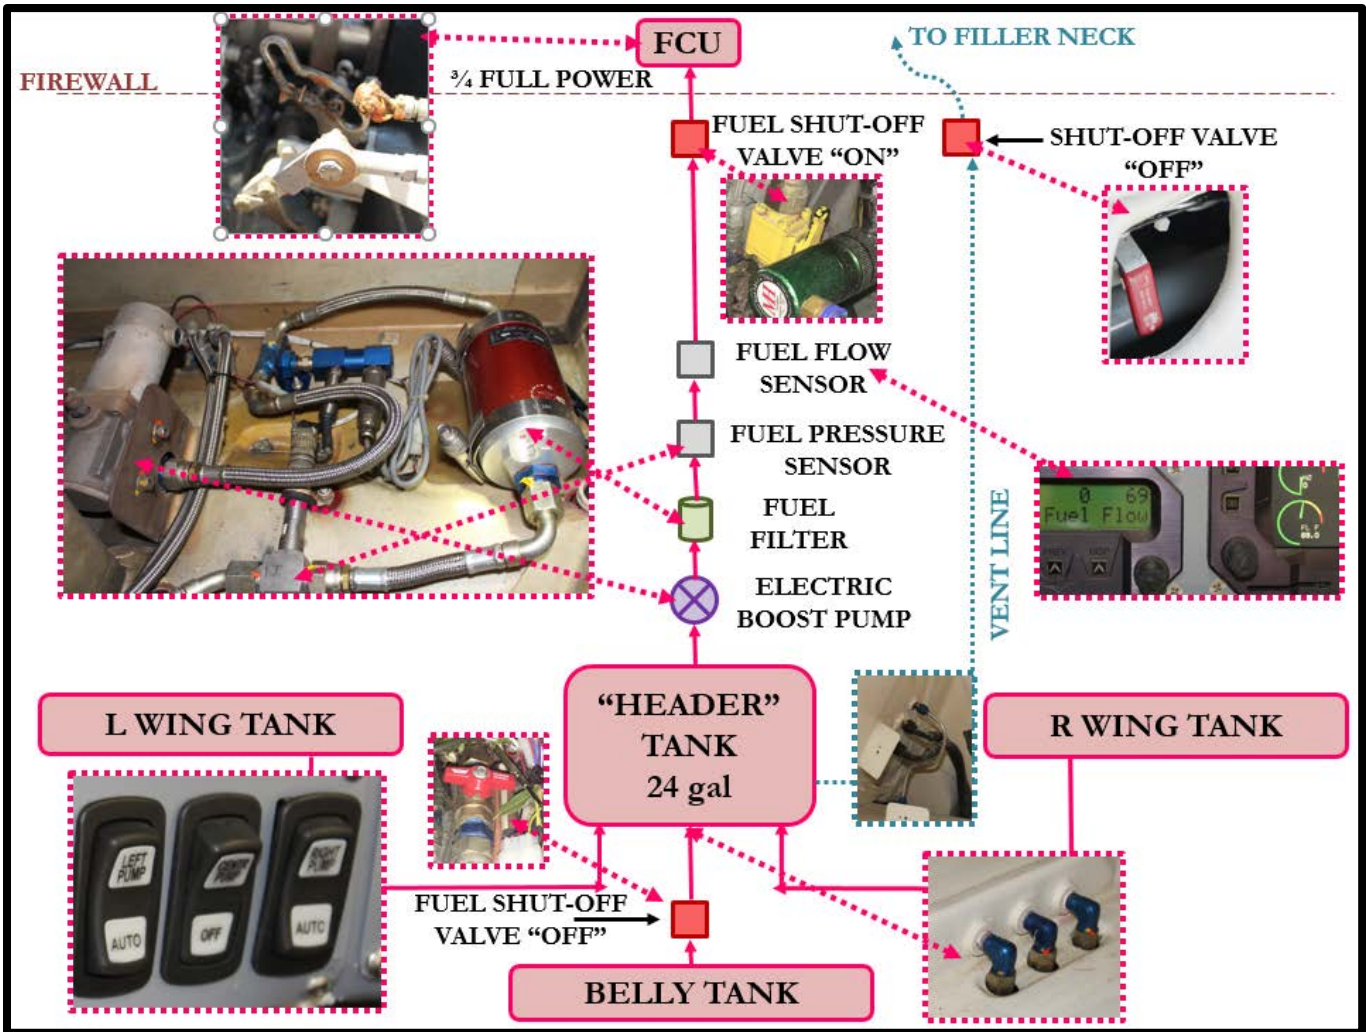 FCU
TO FILLER NECK
FIREWALL
¾ FULL POWER
FUEL SHUT-OFF
VALVE “ON”
SHUT-OFF VALVE
“OFF”
FUEL FLOW
SENSOR
FUEL PRESSURE
SENSOR
0 69
Fuel Flow
FUEL
FILTER
VENT LINE
ELECTRIC
BOOST PUMP
“HEADER”
TANK
24 gal
L WING TANK
R WING TANK
LEFT
PUMP
AUTO
OFF
RIGHT
PUMP
AUTO
FUEL SHUT-OFF
VALVE “OFF”
BELLY TANK